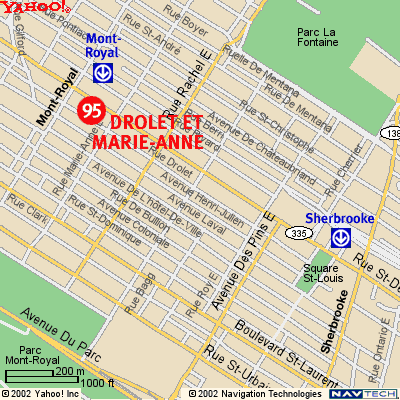 YAHOO!
Rue Pontiac
Rue Gilford
Rue Boyer
Rue St-André
Parc La
Fontaine
Mont-
Royal
Ruelle De Mentana
Rue De Mentana
Mont-Royal
Rue Rachel E
Rue St-Christophe
95
DROLET ET
MARIE-ANNE
Avenue De Chateaubriand
138
Rue Cherrier
Rue Marie-Anne
Rue Drolet
Avenue Henri-Julien
Avenue Laval
Avenue De L'hôtel-De-Ville
Rue De Bullion
Avenue Coloniale
Rue St-Dominique
Rue Clark
Sherbrooke
335
Avenue Des Pins E
Rue St-D
Square
St-Louis
Rue Bagg
Rue Roy E
Sherbrooke
Avenue Du Parc
Boulevard St-Laurent
Rue St-Urbain
Rue Ontario E
Parc
Mont-Royal
200 m
1000 ft
©2002 Yahoo! Inc
©2002 Navigation Technologies
NAVTECH